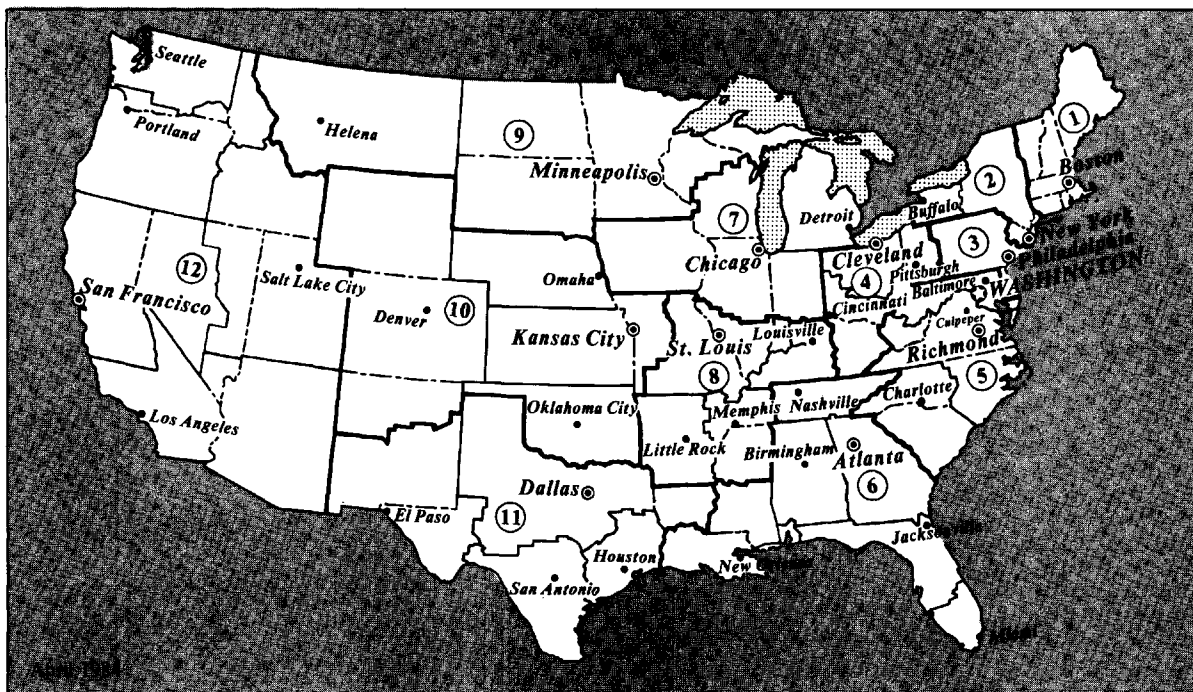 Seattle
Portland
Helena
9
Minneapolis
1
Boston
2
Buffalo
7
Detroit
3
New York
Philadelphia
Cleveland
Chicago
4
Pittsburgh
WASHINGTON
Cincinnati
Baltimore
12
San Francisco
Salt Lake City
Omaha
Denver
10
Kansas City
St. Louis
Louisville
Culpeper
Richmond
8
5
Los Angeles
Oklahoma City
Memphis
Nashville
Charlotte
Little Rock
Birmingham
Atlanta
6
Dallas
El Paso
11
Houston
San Antonio
New Orleans
Jacksonville
Miami